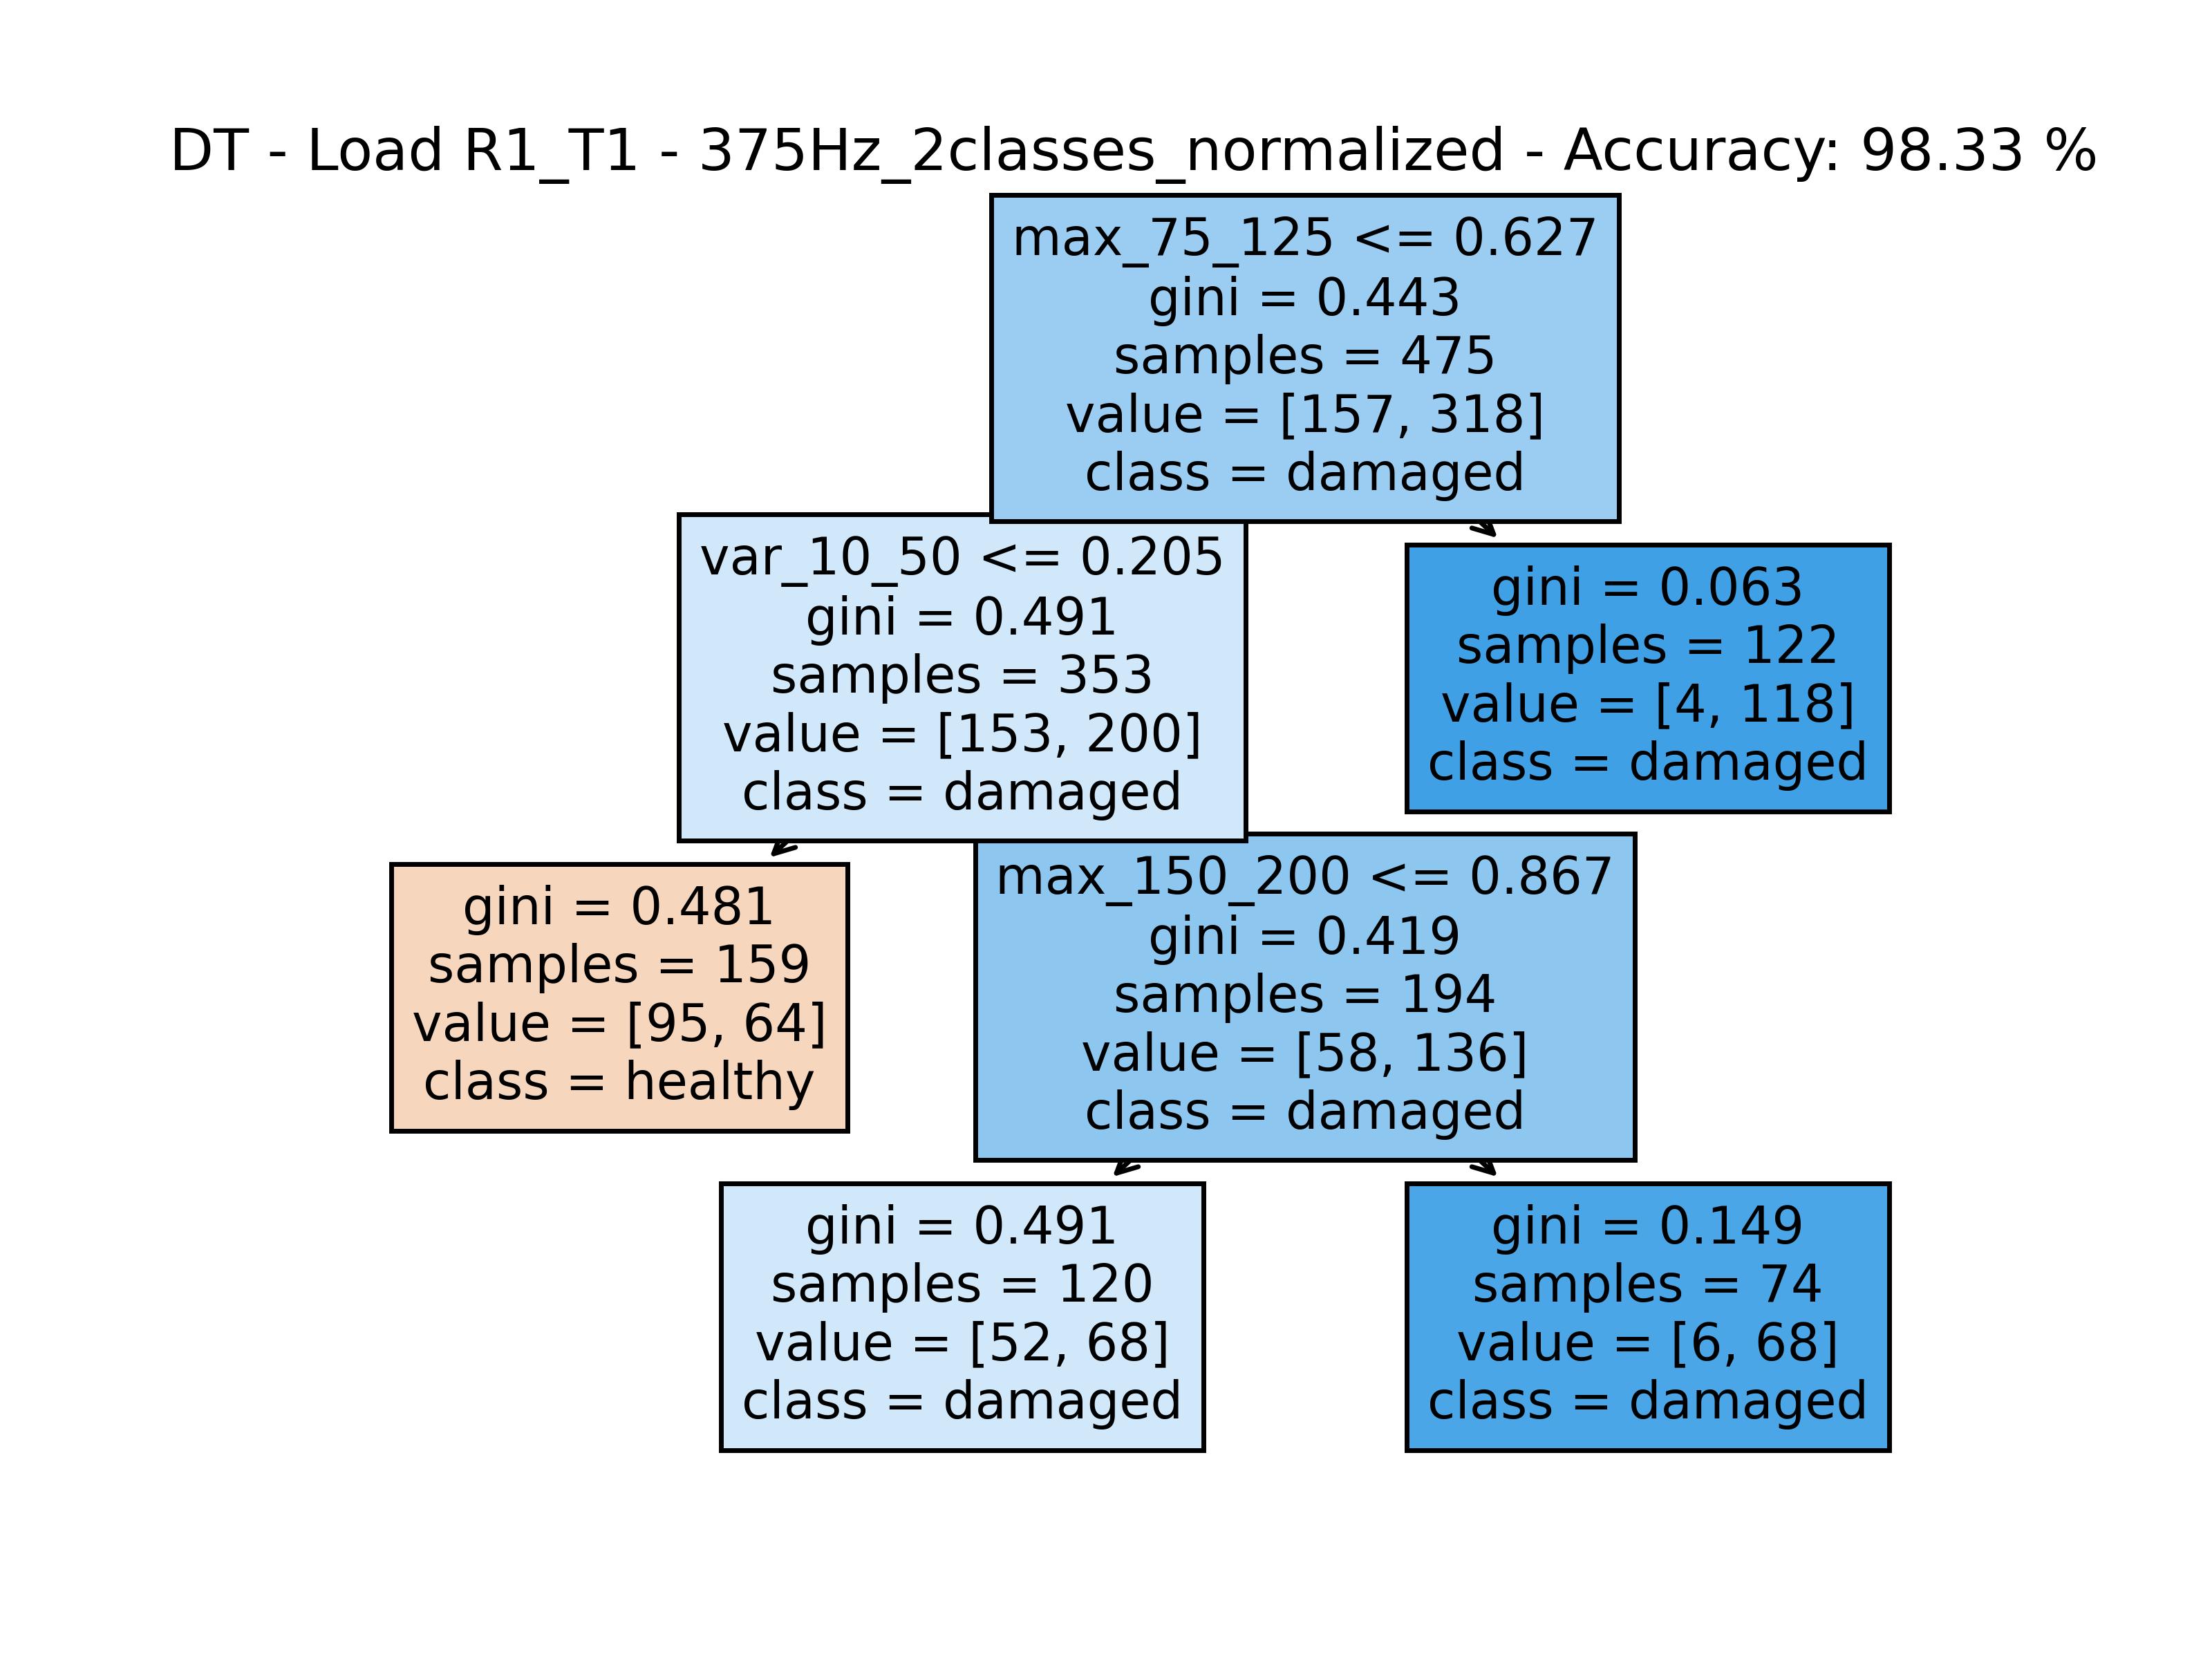 DT - Load R1_T1 - 375Hz_2classes_normalized - Accuracy: 98.33 %
max_75_125 <= 0.627
gini = 0.443
samples = 475
value = [157, 318]
class = damaged
var_10_50 <= 0.205
gini = 0.491
samples = 353
value = [153, 200]
class = damaged
gini = 0.063
samples = 122
value = [4, 118]
class = damaged
gini = 0.481
samples = 159
value = [95, 64]
class = healthy
max_150_200 <= 0.867
gini = 0.419
samples = 194
value = [58, 136]
class = damaged
gini = 0.491
samples = 120
value = [52, 68]
class = damaged
gini = 0.149
samples = 74
value = [6, 68]
class = damaged